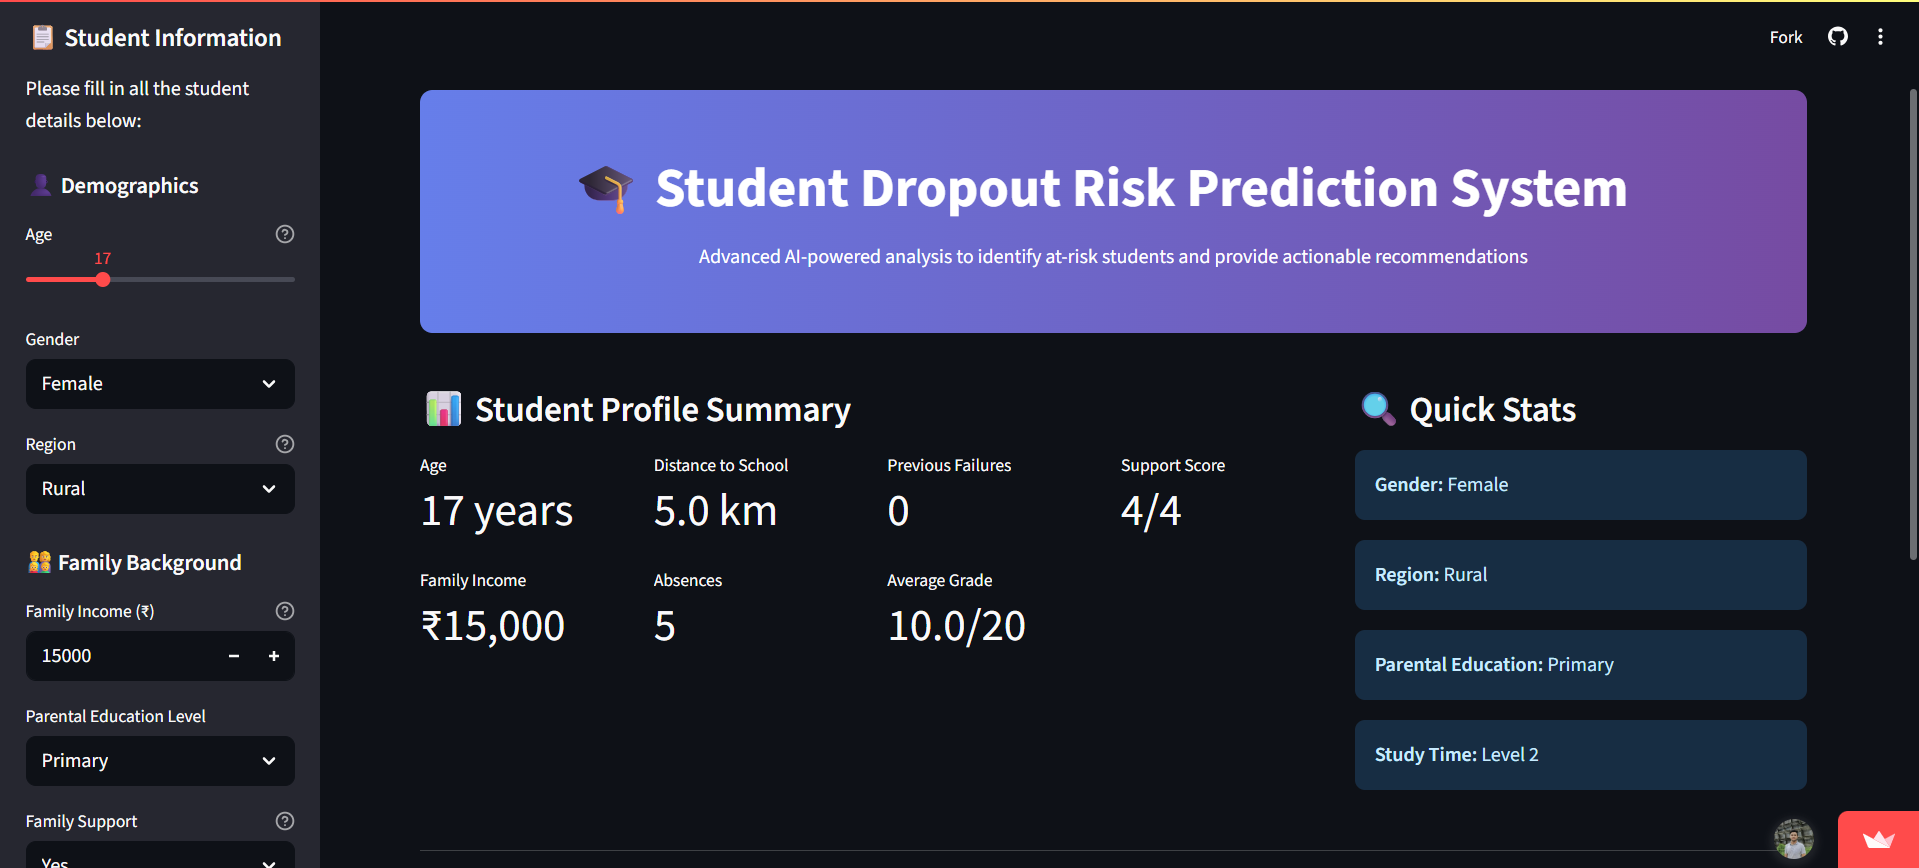 Student Information
Please fill in all the student
details below:
Demographics
Age
17
Gender
Female
Region
Rural
Family Background
Family Income (₹)
15000
Parental Education Level
Primary
Family Support
Yes
Fork
Student Dropout Risk Prediction System
Advanced AI-powered analysis to identify at-risk students and provide actionable recommendations
Student Profile Summary
Age
17 years
Distance to School
5.0 km
Previous Failures
0
Support Score
4/4
Family Income
₹15,000
Absences
5
Average Grade
10.0/20
Quick Stats
Gender: Female
Region: Rural
Parental Education: Primary
Study Time: Level 2